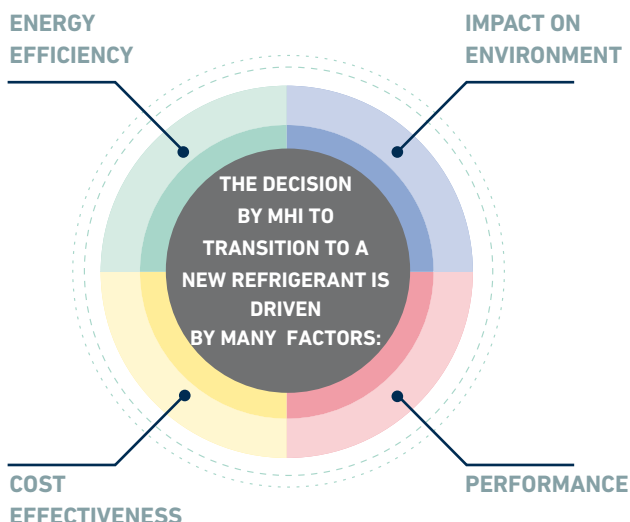 ENERGY
EFFICIENCY
IMPACT ON
ENVIRONMENT
THE DECISION
BY MHI TO
TRANSITION TO A
NEW REFRIGERANT IS
DRIVEN
BY MANY FACTORS:
COST
EFFECTIVENESS
PERFORMANCE